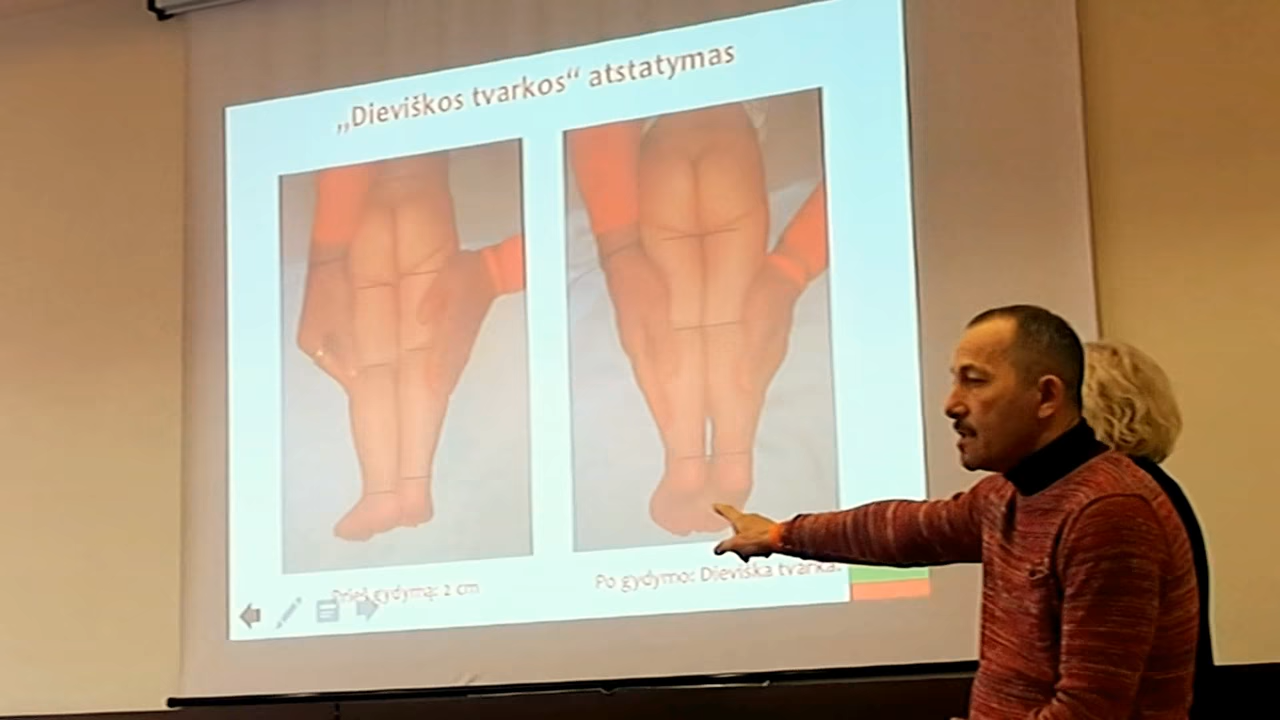 „Dieviškos tvarkos“ atstatymas
Prieš gydymą: 2 cm
Po gydymo: Dieviška tvarka.